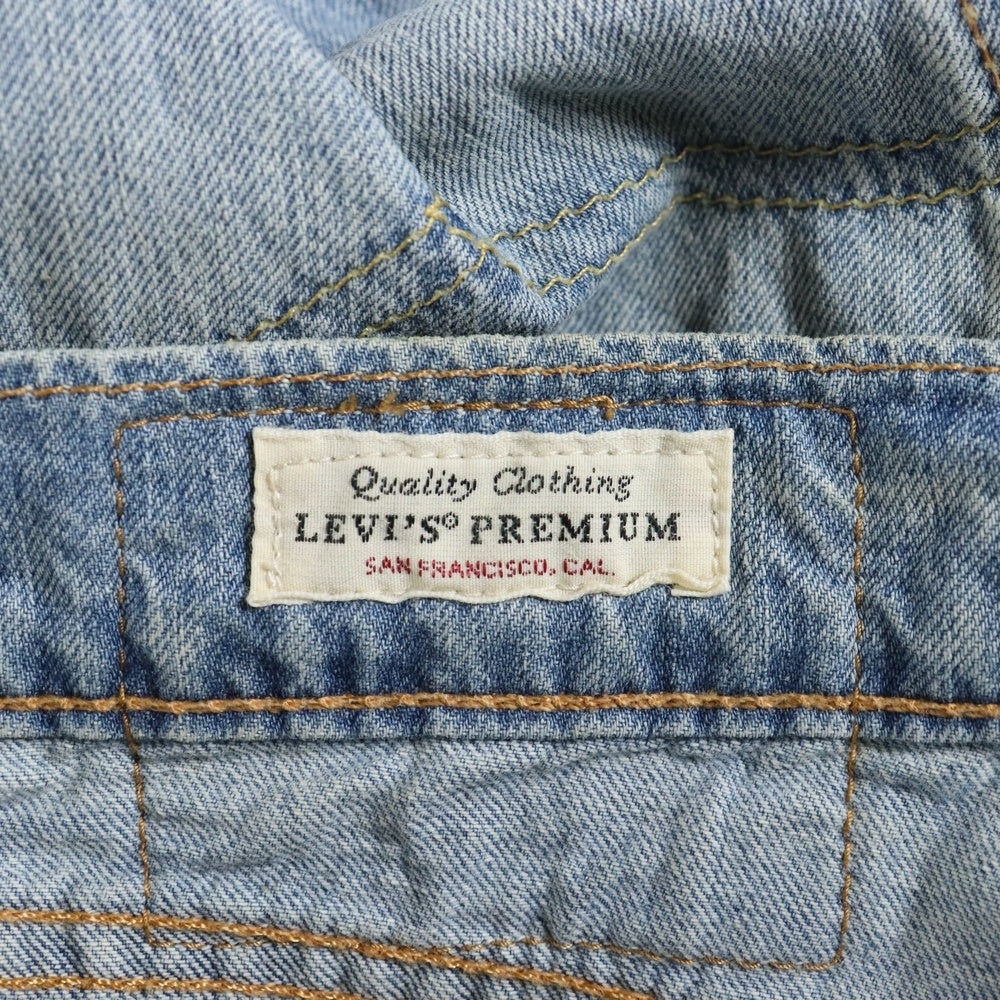 Quality Clothing
LEVI'S® PREMIUM
SAN FRANCISCO, CAL.